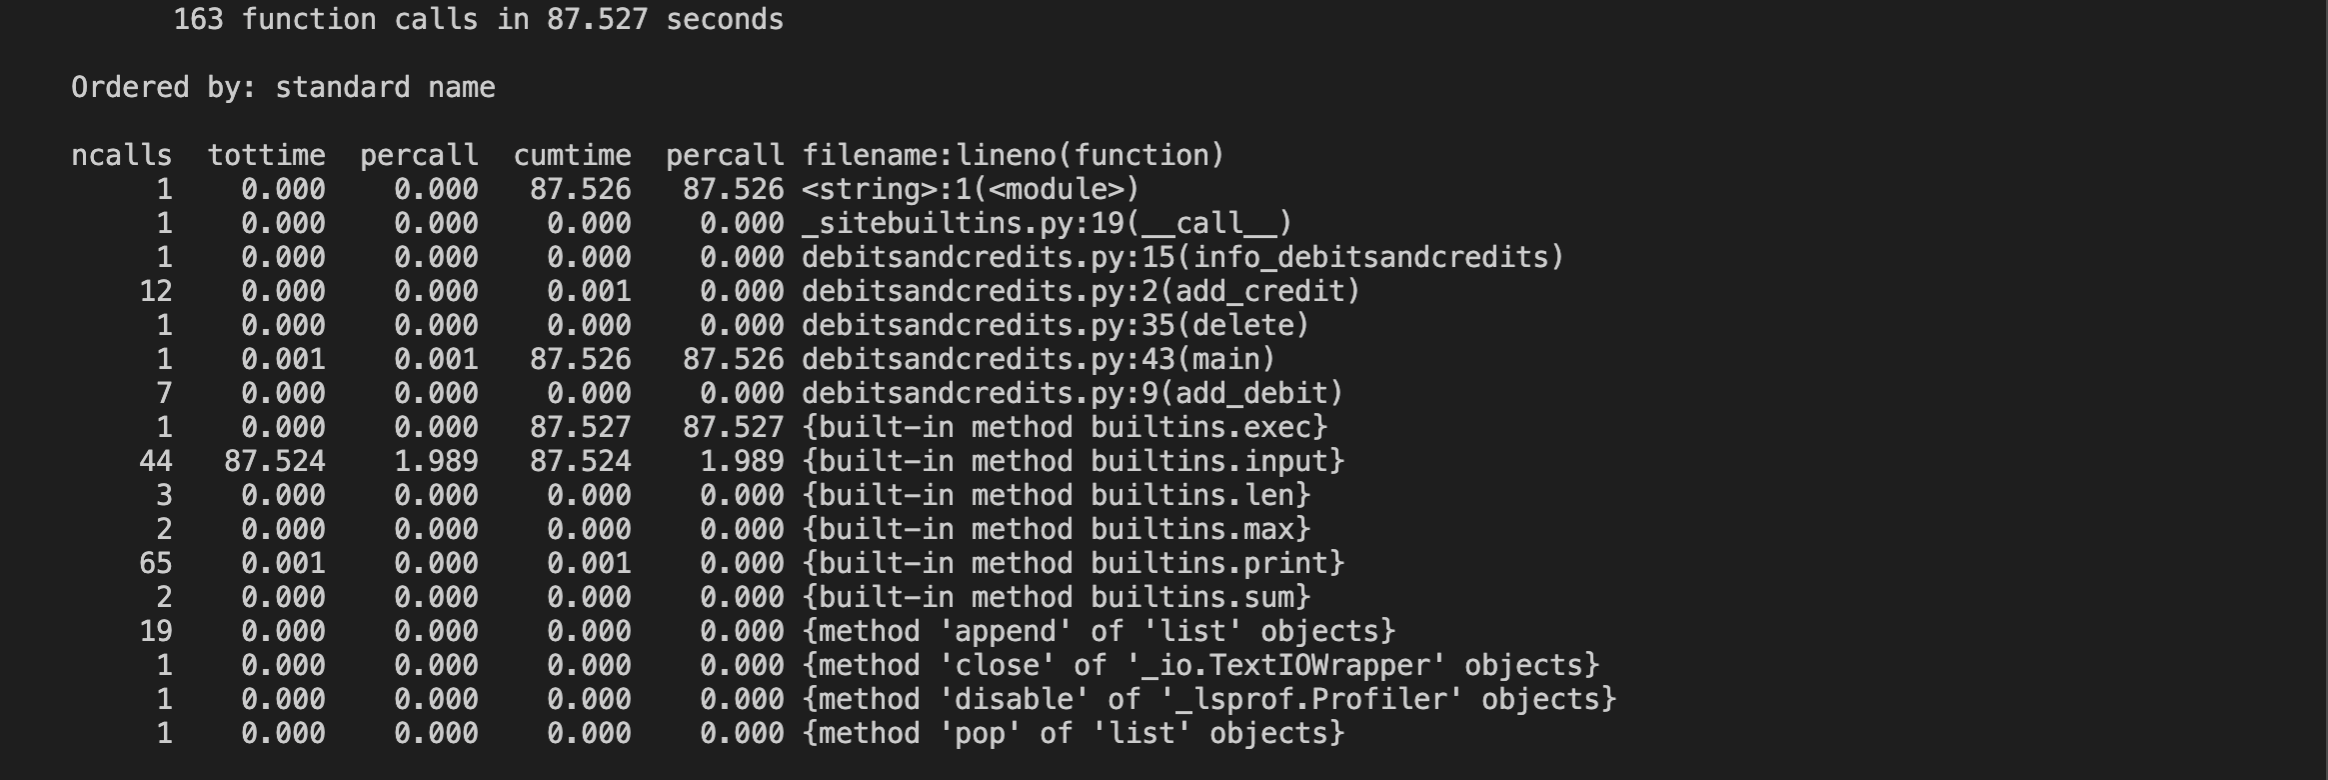 163 function calls in 87.527 seconds
Ordered by: standard name
ncalls  tottime  percall  cumtime  percall filename:lineno(function)
1    0.000    0.000   87.526   87.526 <string>:1(<module>)
1    0.000    0.000    0.000    0.000 _sitebuiltins.py:19(__call__)
1    0.000    0.000    0.000    0.000 debitsandcredits.py:15(info_debitsandcredits)
12    0.000    0.000    0.001    0.000 debitsandcredits.py:2(add_credit)
1    0.000    0.000    0.000    0.000 debitsandcredits.py:35(delete)
1    0.001    0.001   87.526   87.526 debitsandcredits.py:43(main)
7    0.000    0.000    0.000    0.000 debitsandcredits.py:9(add_debit)
1    0.000    0.000   87.527   87.527 {built-in method builtins.exec}
44   87.524    1.989   87.524    1.989 {built-in method builtins.input}
3    0.000    0.000    0.000    0.000 {built-in method builtins.len}
2    0.000    0.000    0.000    0.000 {built-in method builtins.max}
65    0.001    0.000    0.001    0.000 {built-in method builtins.print}
2    0.000    0.000    0.000    0.000 {built-in method builtins.sum}
19    0.000    0.000    0.000    0.000 {method 'append' of 'list' objects}
1    0.000    0.000    0.000    0.000 {method 'close' of '_io.TextIOWrapper' objects}
1    0.000    0.000    0.000    0.000 {method 'disable' of '_lsprof.Profiler' objects}
1    0.000    0.000    0.000    0.000 {method 'pop' of 'list' objects}